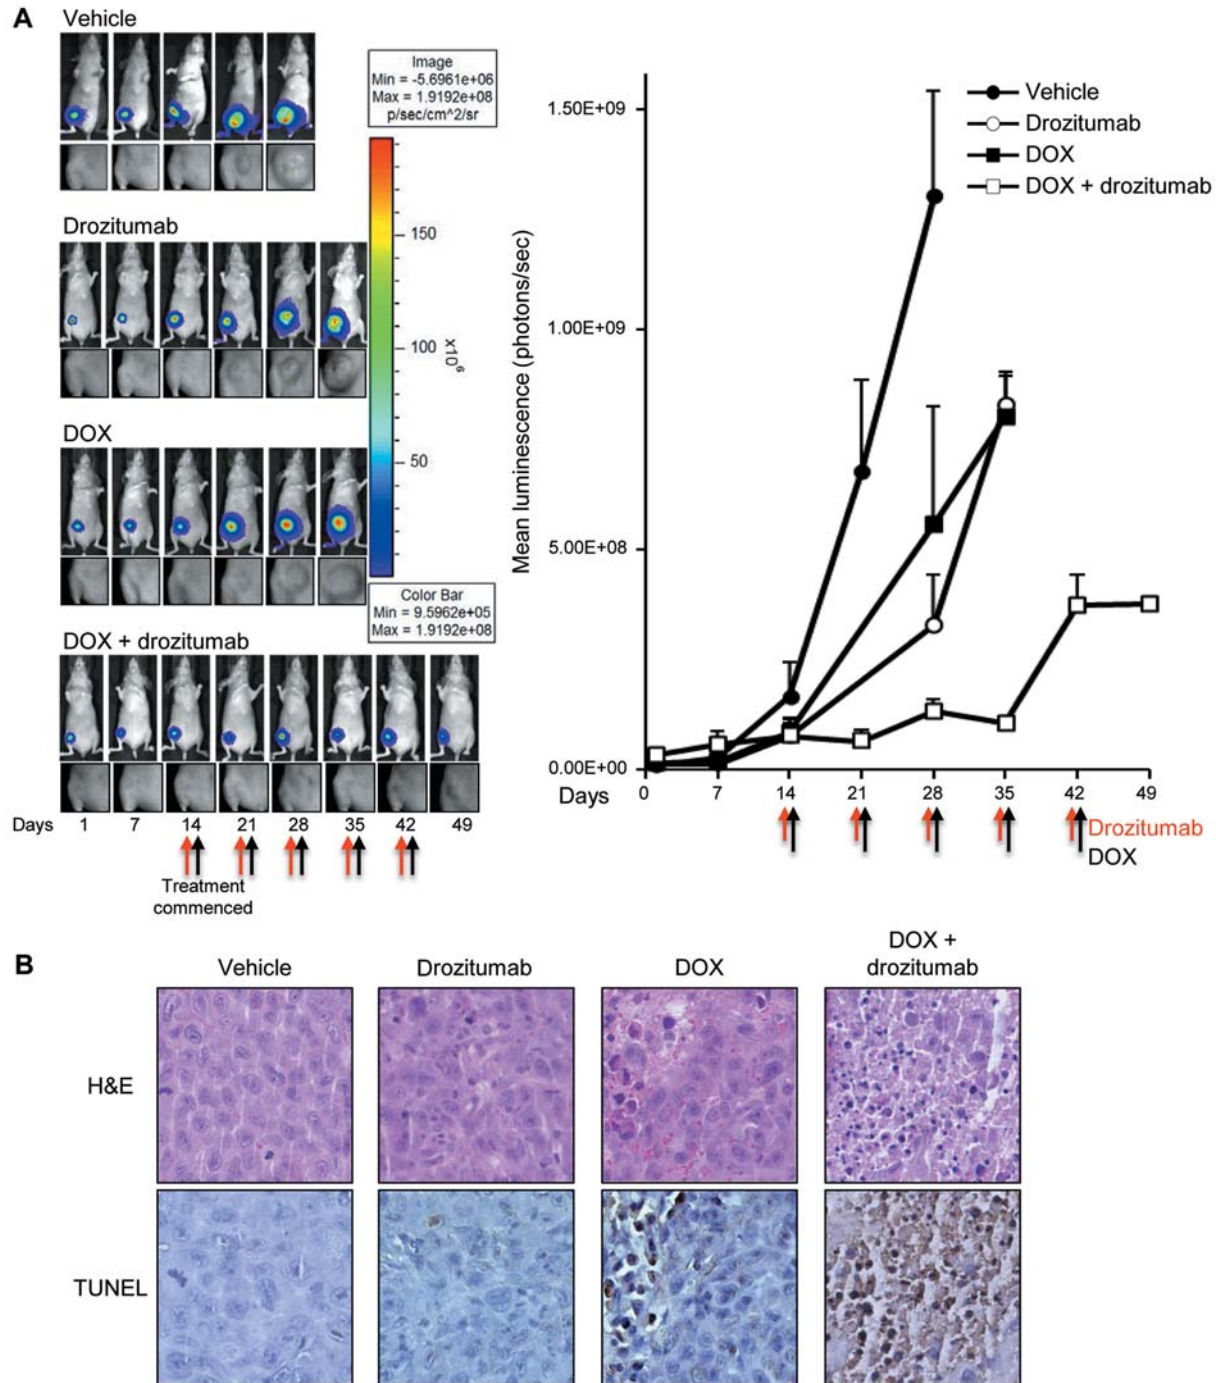 A
Vehicle
Image
Min = -5.6961e+06
Max = 1.9192e+08
p/sec/cm^2/sr
Drozitumab
150
100
x10⁶
50
DOX
Color Bar
Min = 9.5962e+05
Max = 1.9192e+08
DOX + drozitumab
Days 1 7 14 21 28 35 42 49
Treatment
commenced
Mean luminescence (photons/sec)
1.50E+09
1.00E+09
5.00E+08
0.00E+00
Vehicle
Drozitumab
DOX
DOX + drozitumab
Days 0 7 14 21 28 35 42 49
Drozitumab
DOX
B
Vehicle
Drozitumab
DOX
DOX +
drozitumab
H&E
TUNEL